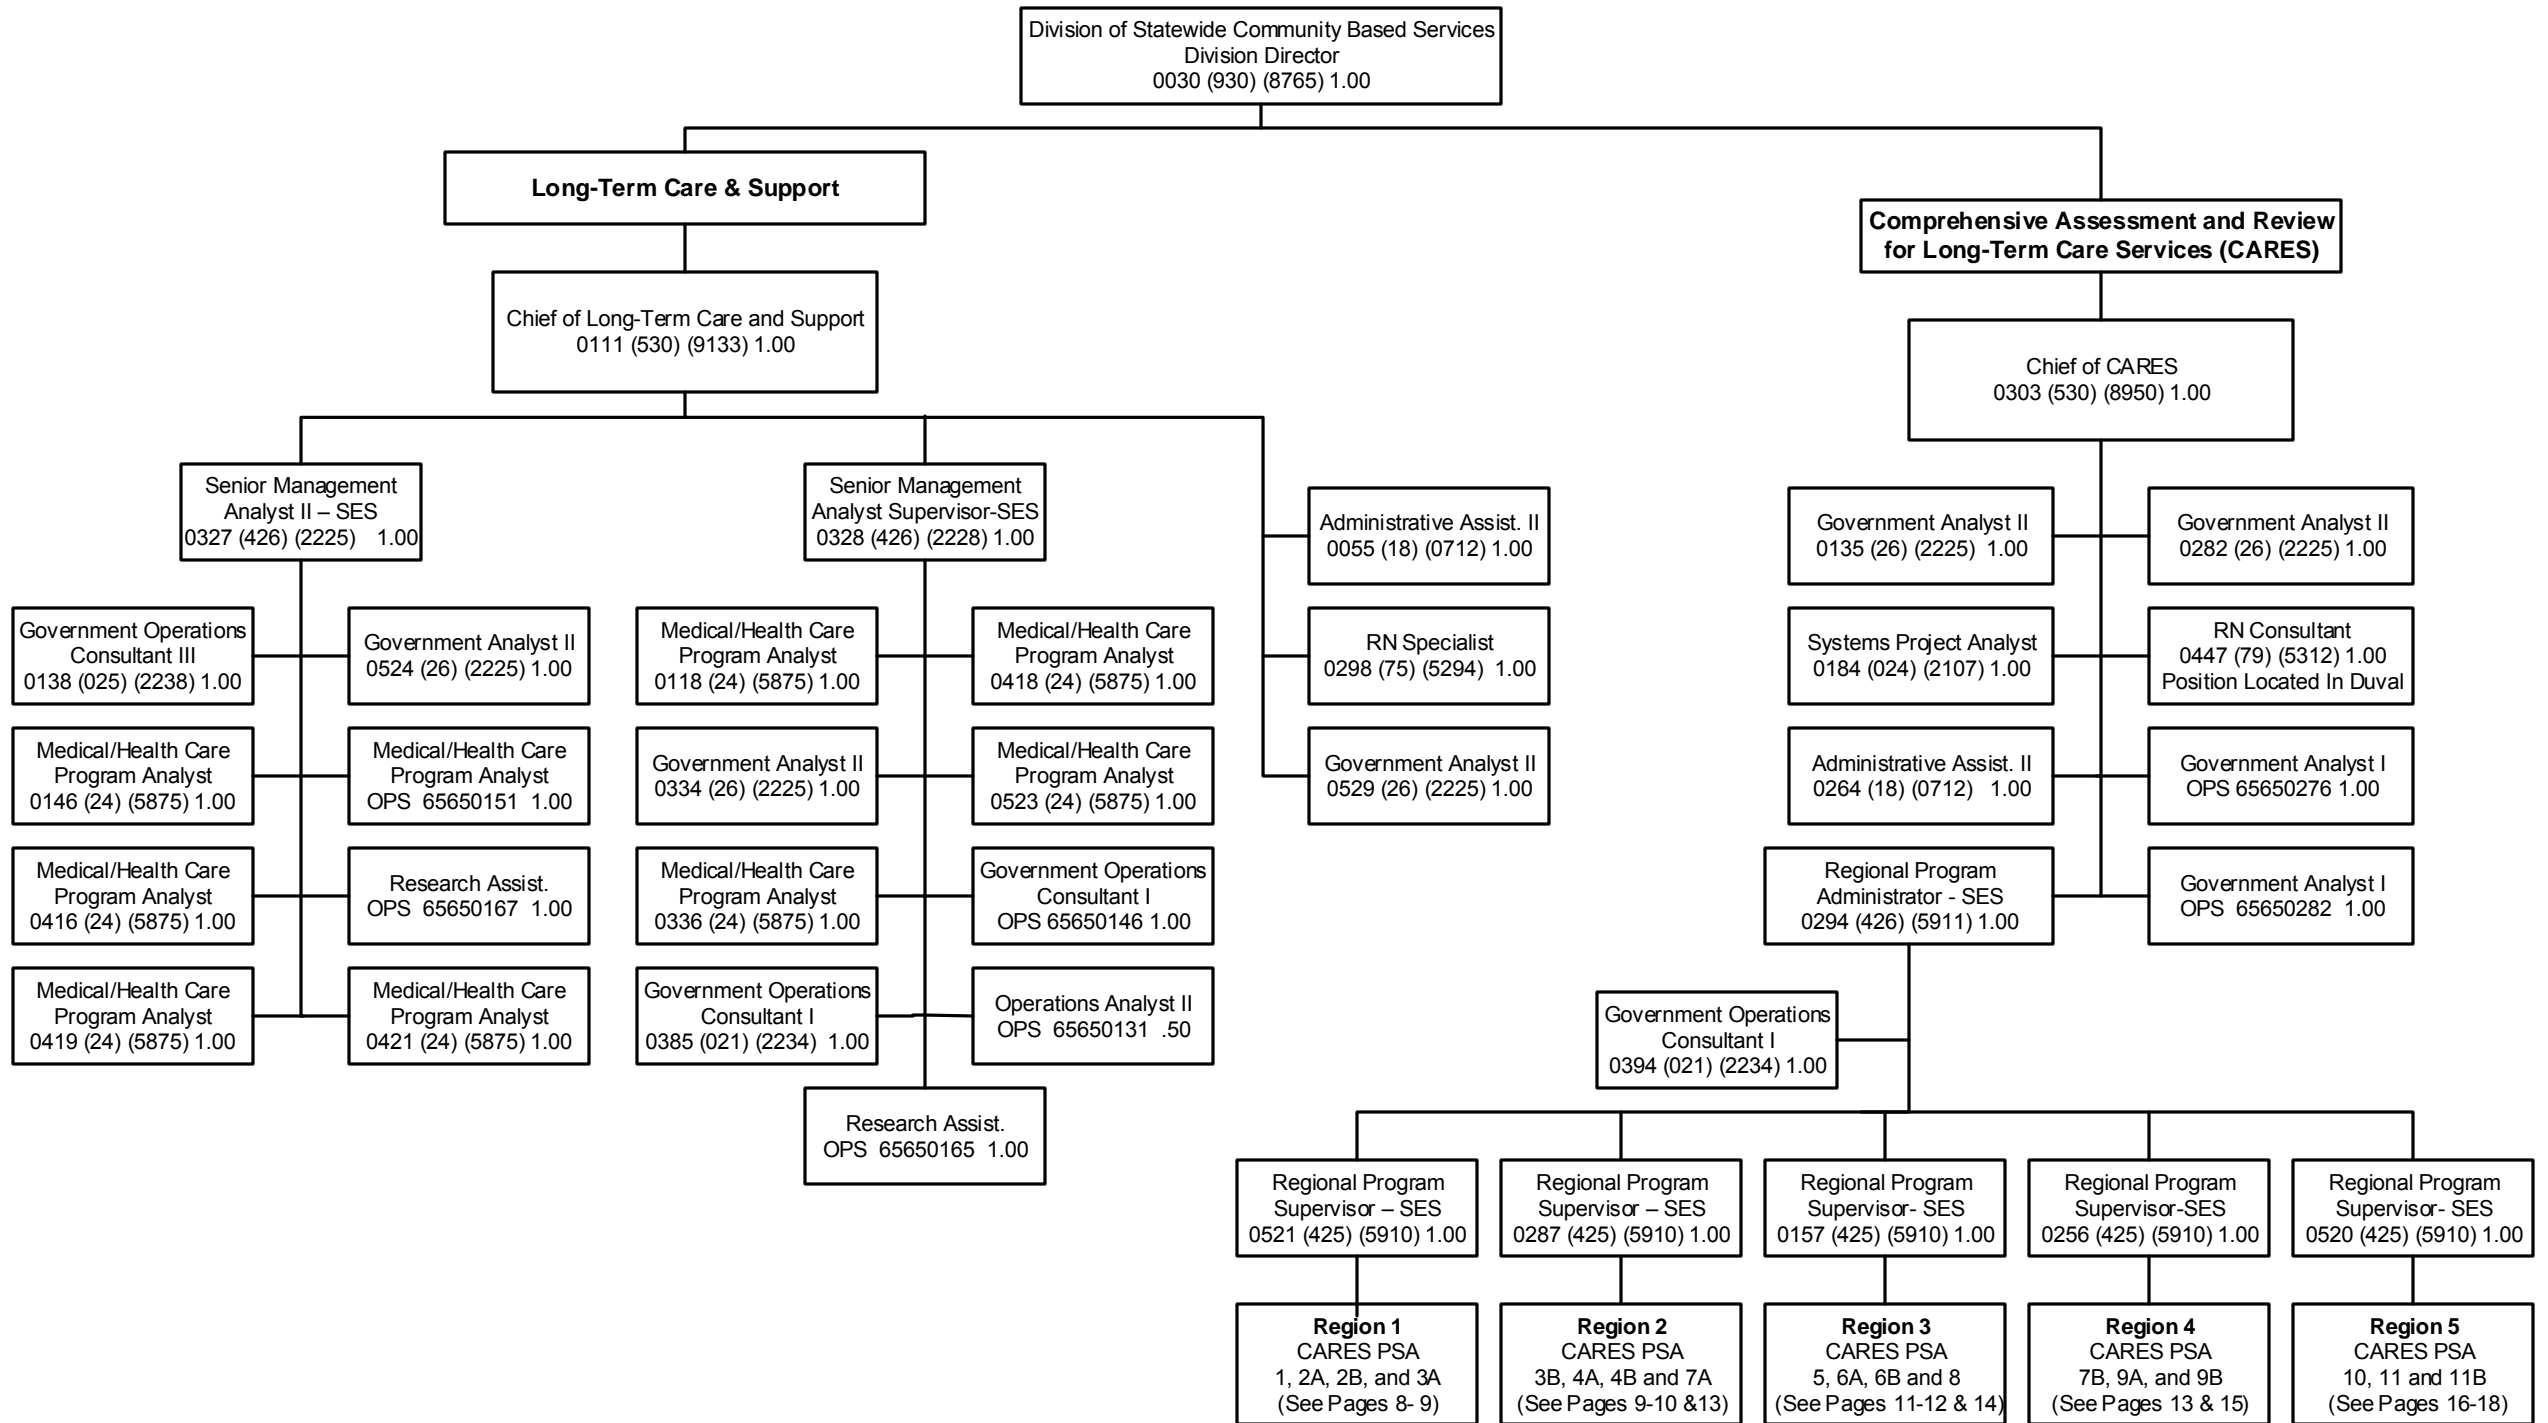 Division of Statewide Community Based Services
Division Director
0030 (930) (8765) 1.00
Long-Term Care & Support
Comprehensive Assessment and Review
for Long-Term Care Services (CARES)
Chief of Long-Term Care and Support
0111 (530) (9133) 1.00
Chief of CARES
0303 (530) (8950) 1.00
Senior Management
Analyst II – SES
0327 (426) (2225) 1.00
Senior Management
Analyst Supervisor-SES
0328 (426) (2228) 1.00
Administrative Assist. II
0055 (18) (0712) 1.00
RN Specialist
0298 (75) (5294) 1.00
Government Analyst II
0529 (26) (2225) 1.00
Government Operations
Consultant III
0138 (025) (2238) 1.00
Government Analyst II
0524 (26) (2225) 1.00
Medical/Health Care
Program Analyst
0146 (24) (5875) 1.00
Medical/Health Care
Program Analyst
OPS 65650151 1.00
Medical/Health Care
Program Analyst
0416 (24) (5875) 1.00
Research Assist.
OPS 65650167 1.00
Medical/Health Care
Program Analyst
0419 (24) (5875) 1.00
Medical/Health Care
Program Analyst
0421 (24) (5875) 1.00
Medical/Health Care
Program Analyst
0118 (24) (5875) 1.00
Medical/Health Care
Program Analyst
0418 (24) (5875) 1.00
Government Analyst II
0334 (26) (2225) 1.00
Medical/Health Care
Program Analyst
0523 (24) (5875) 1.00
Medical/Health Care
Program Analyst
0336 (24) (5875) 1.00
Government Operations
Consultant I
OPS 65650146 1.00
Government Operations
Consultant I
0385 (021) (2234) 1.00
Operations Analyst II
OPS 65650131 .50
Research Assist.
OPS 65650165 1.00
Government Analyst II
0135 (26) (2225) 1.00
Government Analyst II
0282 (26) (2225) 1.00
Systems Project Analyst
0184 (024) (2107) 1.00
RN Consultant
0447 (79) (5312) 1.00
Position Located In Duval
Administrative Assist. II
0264 (18) (0712) 1.00
Government Analyst I
OPS 65650276 1.00
Regional Program
Administrator - SES
0294 (426) (5911) 1.00
Government Analyst I
OPS 65650282 1.00
Government Operations
Consultant I
0394 (021) (2234) 1.00
Regional Program
Supervisor – SES
0521 (425) (5910) 1.00
Regional Program
Supervisor – SES
0287 (425) (5910) 1.00
Regional Program
Supervisor- SES
0157 (425) (5910) 1.00
Regional Program
Supervisor-SES
0256 (425) (5910) 1.00
Regional Program
Supervisor- SES
0520 (425) (5910) 1.00
Region 1
CARES PSA
1, 2A, 2B, and 3A
(See Pages 8- 9)
Region 2
CARES PSA
3B, 4A, 4B and 7A
(See Pages 9-10 &13)
Region 3
CARES PSA
5, 6A, 6B and 8
(See Pages 11-12 & 14)
Region 4
CARES PSA
7B, 9A, and 9B
(See Pages 13 & 15)
Region 5
CARES PSA
10, 11 and 11B
(See Pages 16-18)